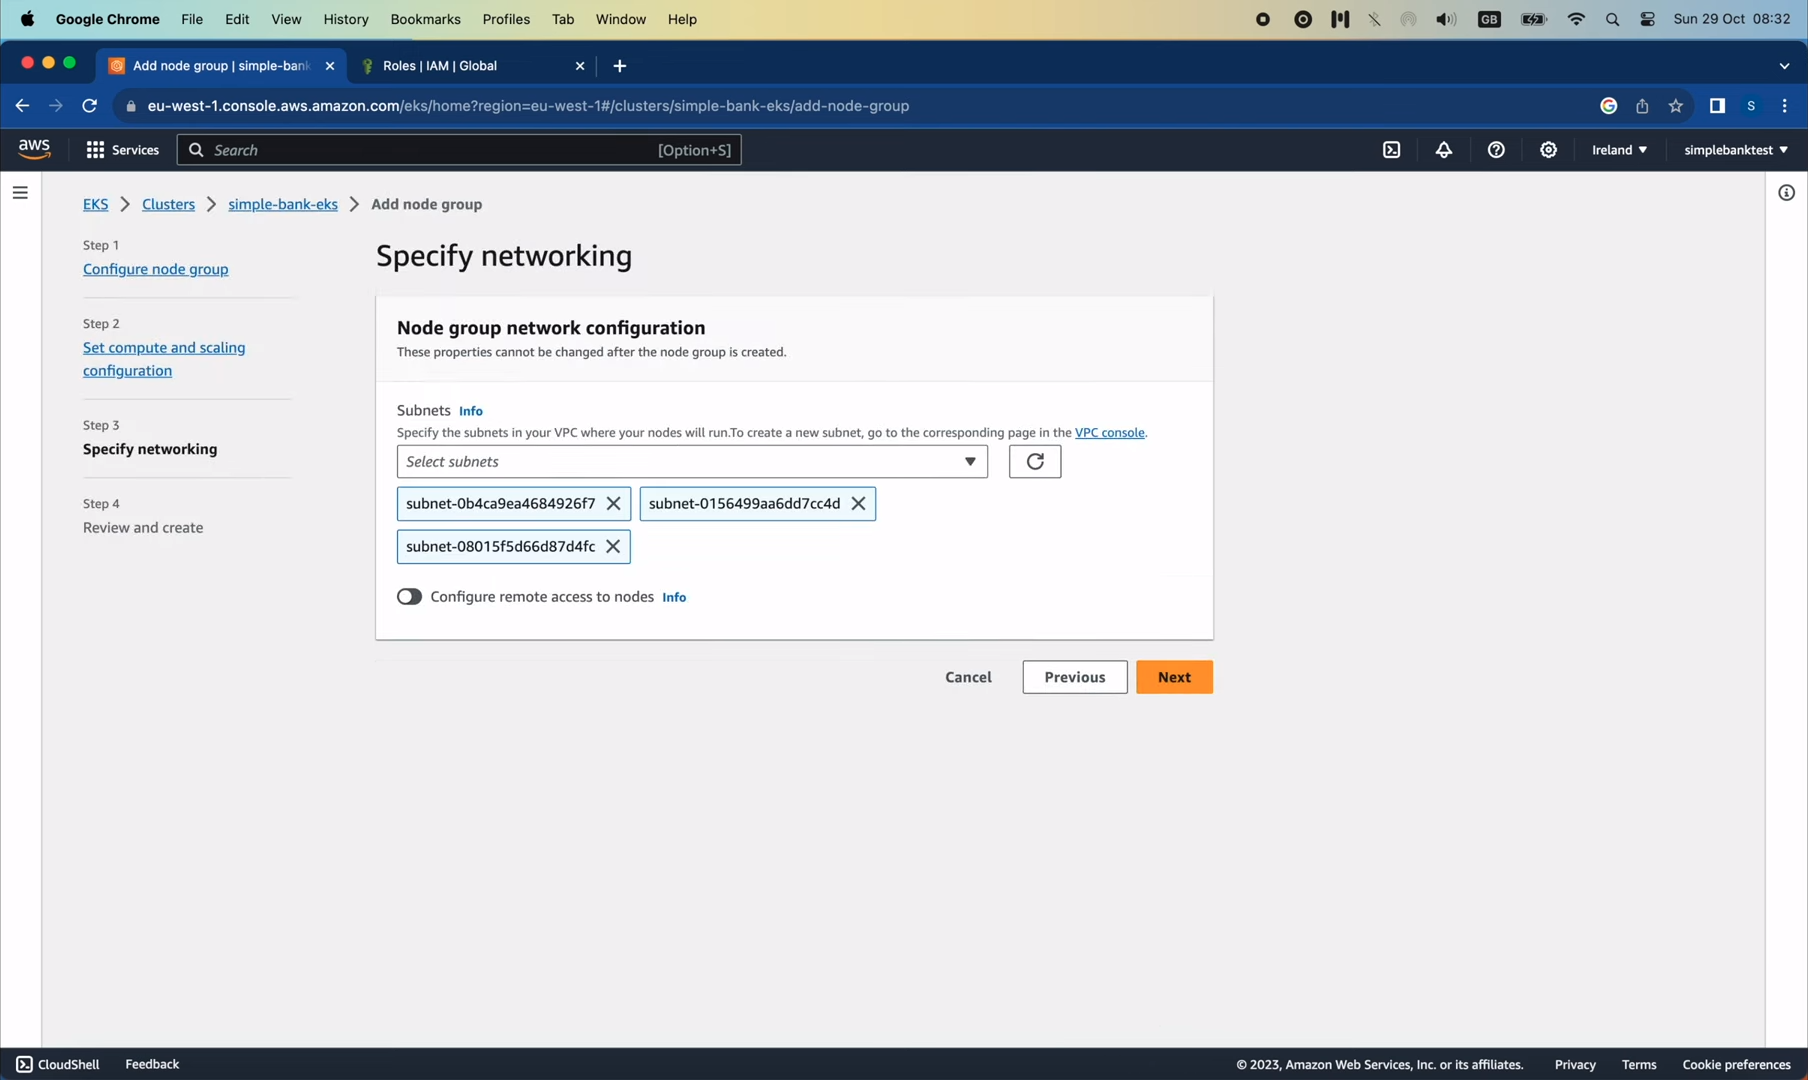 Google Chrome File Edit View History Bookmarks Profiles Tab Window Help GB Sun 29 Oct 08:32
Add node group | simple-bank
Roles | IAM | Global
eu-west-1.console.aws.amazon.com/eks/home?region=eu-west-1#/clusters/simple-bank-eks/add-node-group
S
aws Services Search [Option+S] Ireland simplebanktest
EKS Clusters simple-bank-eks Add node group
Step 1
Configure node group
Step 2
Set compute and scaling
configuration
Step 3
Specify networking
Step 4
Review and create
Specify networking
Node group network configuration
These properties cannot be changed after the node group is created.
Subnets Info
Specify the subnets in your VPC where your nodes will run.To create a new subnet, go to the corresponding page in the VPC console.
Select subnets
subnet-0b4ca9ea4684926f7 subnet-0156499aa6dd7cc4d
subnet-08015f5d66d87d4fc
Configure remote access to nodes Info
Cancel Previous Next
CloudShell Feedback © 2023, Amazon Web Services, Inc. or its affiliates. Privacy Terms Cookie preferences